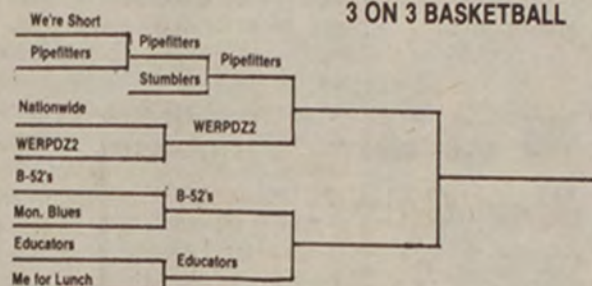 3 ON 3 BASKETBALL
We're Short
Pipefitters
Pipefitters
Stumblers
Pipefitters
Nationwide
WERPDZ2
WERPDZ2
B-52's
Mon. Blues
B-52's
Educators
Me for Lunch
Educators